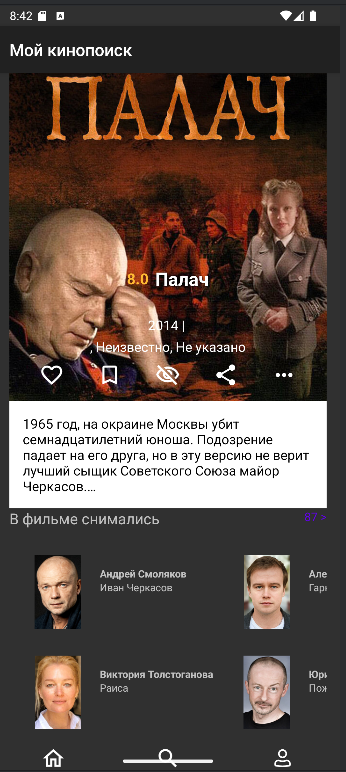 8:42
Мой кинопоиск
ПАЛАЧ
8.0 Палач
2014 |
, Неизвестно, Не указано
1965 год, на окраине Москвы убит
семнадцатилетний юноша. Подозрение
падает на его друга, но в эту версию не верит
лучший сыщик Советского Союза майор
Черкасов....
В фильме снимались
Андрей Смоляков
Иван Черкасов
Але
Гар
Виктория Толстоганова
Раиса
Юри
Пож